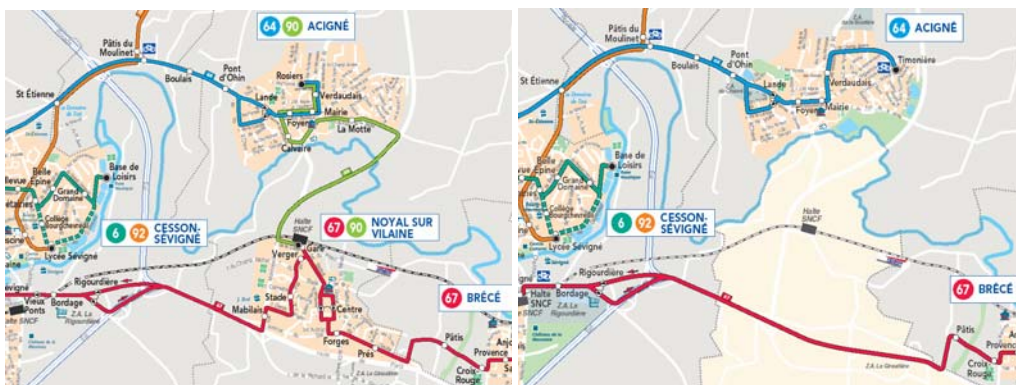 64 90 ACIGNÉ
Pâtis du
Moulinet
Boulais
Pont
d'Ohin
Rosiers
Verdaudais
Lande
Mairie
Foyer
La Motte
Calvaire
St Étienne
Belle
Épine
Base de
Loisirs
Grand
Domaine
Collège
Bourgchevreuil
Lycée Sévigné
6 92 CESSON-
SÉVIGNÉ
Halte
SNCF
67 90 NOYAL SUR
VILAINE
Gare
Verger
Rigourdière
Stade
Mabilais
Centre
Bordage
Vieux
Ponts
Z.A. La
Rigourdière
Forges
Prés
Pâtis
Croix
Rouge
Provence
67 BRÉCÉ
64 ACIGNÉ
Pâtis du
Moulinet
Boulais
Pont
d'Ohin
Timonière
Verdaudais
Lande
Mairie
Foyer
St Étienne
Belle
Épine
Base de
Loisirs
Grand
Domaine
Collège
Bourgchevreuil
Lycée Sévigné
6 92 CESSON-
SÉVIGNÉ
Halte
SNCF
Rigourdière
Halte
SNCF
Bordage
Z.A. La
Rigourdière
67 BRÉCÉ
Pâtis
Croix
Rouge
Provence